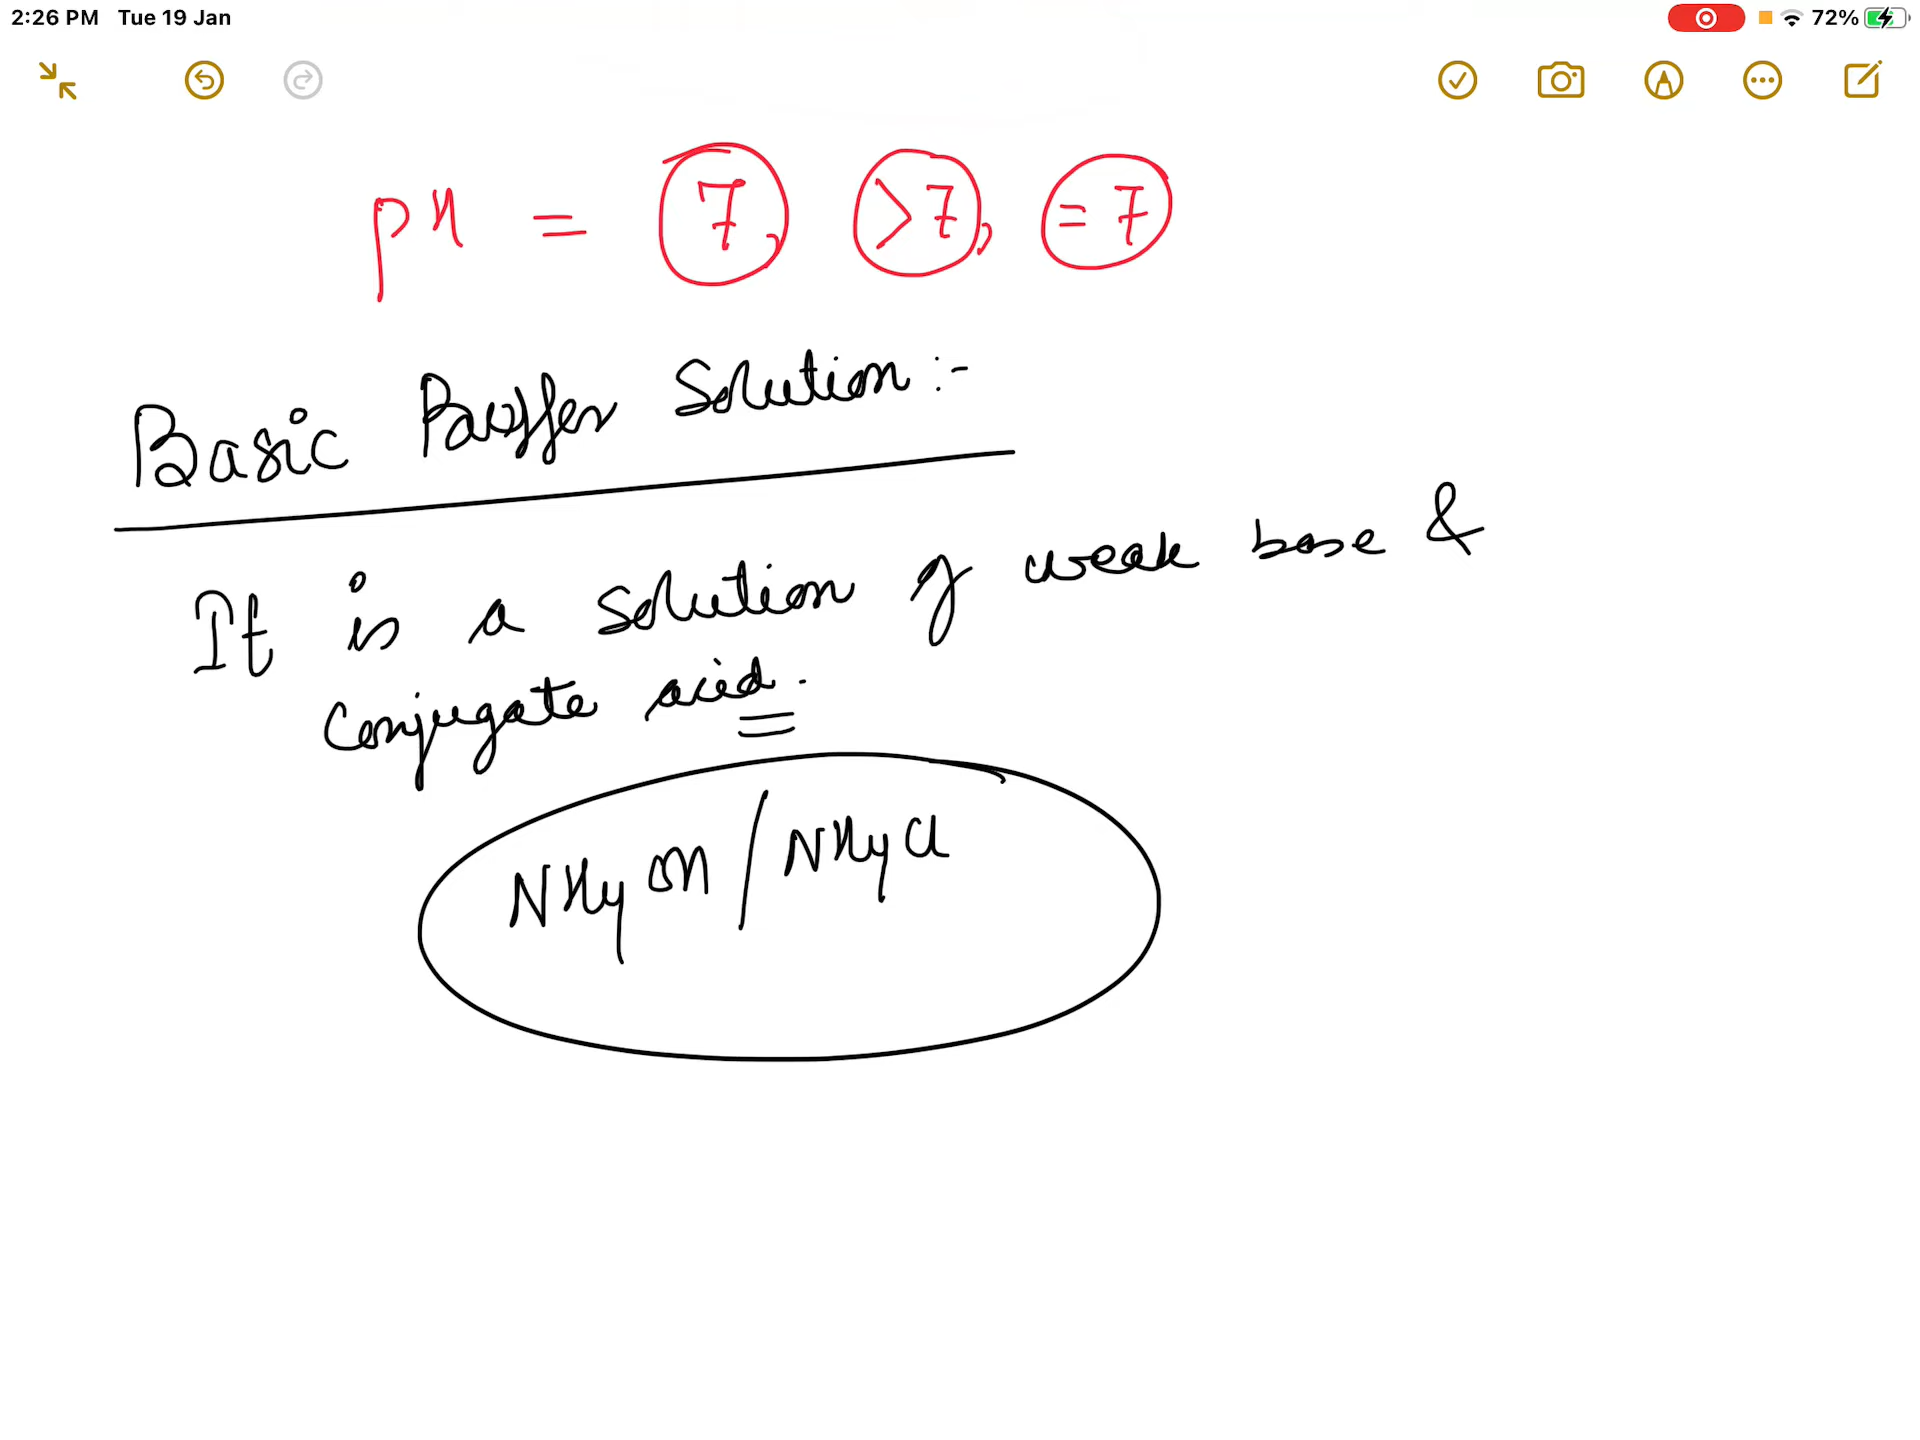 2:26 PM Tue 19 Jan 72%
pH = 7, >7, =7
Basic Buffer Solution :-
It is a solution of weak base &
conjugate acid.
NH4OH / NH4Cl